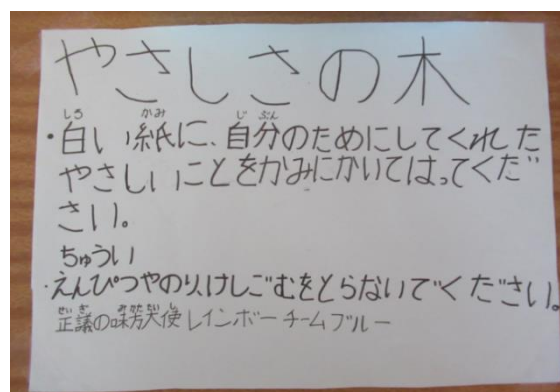 やさしさの木
・白い紙に、自分のためにしてくれた
やさしいことをかみにかいてはってくだ
さい。
ちゅうい
・えんぴつやのり、けしごむをとらないでください。
正議の味方天使レインボーチームブルー